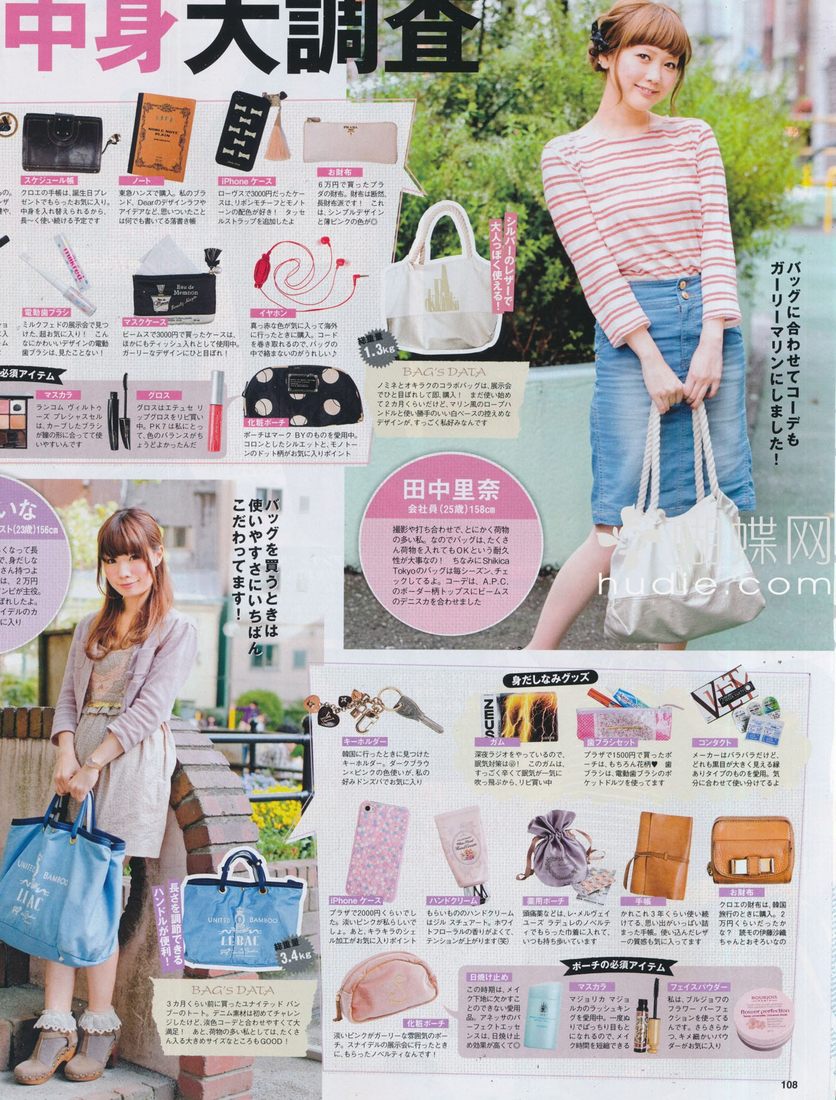 中身大調査
スケジュール帳
クロエの手帳は、誕生日プレゼ
ントでもらったお気に入り。
中身を入れ替えられるから、
長〜く使い続ける予定です
ノート
東急ハンズで購入。私のブラ
ンド、Dearのデザインラフや
アイデアなど、思いついたこと
は何でも書いてる落書き帳
NOBLE NOTE
PLAIN
iPhone ケース
ローヴスで3000円だったケー
スは、リボンモチーフとモノト
ーンの配色が好き! タッセ
ルストラップを追加したよ
お財布
6万円で買ったプラ
ダの財布。財布は断然、
長財布派です! これ
は、シンプルデザイン
と薄ピンクの色が◎
PRADA
電動歯ブラシ
ミルクフェドの展示会で見つ
けた、超お気に入り! こん
なにかわいいデザインの電動
歯ブラシは、見たことない!
マスクケース
ビームスで3000円で買ったケースは、
ほかにもティッシュ入れとして使用中。
ガーリーなデザインにひと目ぼれ!
Eau de
Memnon
イヤホン
真っ赤な色が気に入って海外
に行ったときに購入。コード
を巻き取れるので、バッグの
中で絡まないのがうれしい♪
必須アイテム
マスカラ
ランコム ヴィルトゥ
ーズ プレシャスセル
は、カーブしたブラシ
が瞳の形に合ってて使
いやすいんです
グロス
グロスはエテュセ リ
ップグロスをリピ買い
中。PK7は私にとっ
て、色のバランスがち
ょうどよかったんだ
化粧ポーチ
ポーチはマーク BYのものを愛用中。
コロンとしたシルエットと、モノトー
ンのドット柄がお気に入りポイント
シルバーのレザーで
大人っぽく使える!
総重量
1.3kg
BAG's DATA
ノミネとオキラクのコラボバッグは、展示会
でひと目ぼれして即、購入! まだ使い始め
て2カ月くらいだけど、マリン風のロープハ
ンドルと使い勝手のいい白ベースの控えめな
デザインが、すっごく私好みなんです
バッグに合わせてコーデも
ガーリーマリンにしました!
田中里奈
会社員(25歳)158cm
撮影や打ち合わせで、とにかく荷物
の多い私。なのでバッグは、たくさ
ん荷物を入れてもOKという耐久
性が大事なの! ちなみにShikica
Tokyoのバッグは毎シーズン、チェ
ックしてるよ。コーデは、A.P.C.
のボーダー柄トップスにビームス
のデニスカを合わせました
蝶网
hudie.com
いな
スト(23歳)156cm
バッグを買うときは
使いやすさにいちばん
こだわってます!
UNITED BAMBOO
長さを調節できる
ハンドルが便利!
UNITED BAMBOO
総重量
3.4kg
BAG's DATA
3カ月くらい前に買ったユナイテッド バンブ
ーのトート。デニム素材は初めてチャレン
ジしたけど、淡色コーデと合わせやすくて大
満足! あと、荷物の多い私としては、たくさ
ん入る大きめサイズなところもGOOD!
身だしなみグッズ
キーホルダー
韓国に行ったときに見つけた
キーホルダー。ダークブラウ
ン×ピンクの色使いが、私の
好みドンズバでお気に入り
ZEUS
ガム
深夜ラジオをやっているので、
眠気対策は㊙! このガムは、
すっごく辛くて眠気が一気に
吹っ飛ぶから、リピ買い中
歯ブラシセット
プラザで1500円で買ったポ
ーチは、もちろん花柄♥ 歯
ブラシは、電動歯ブラシのポケ
ットドルツを使ってます
コンタクト
メーカーはバラバラだけど、
どれも黒目が大きく見える縁
ありタイプのものを愛用。気
分に合わせて使い分けてるよ
iPhone ケース
プラザで2000円くらいでし
た。淡いピンクが私らしいでし
ょ。あと、キラキラのシェ
ル加工がお気に入りポイント
ハンドクリーム
もらいもののハンドクリーム
はジル スチュアート。ホワイ
トフローラルの香りがよくて、
テンションが上がります(笑)
薬用ポーチ
頭痛薬などは、レ・メルヴェイ
ユーズ ラデュレのノベルティ
でもらった巾着に入れて、
いつも持ち歩いています
手帳
かれこれ3年くらい使い続
けてる、思い出がいっぱい詰
まった手帳。使い込んだレザ
ーの質感も気に入ってます
お財布
クロエの財布は、韓国
旅行のときに購入。2
万円くらいだったか
な? 読モの伊藤沙織
ちゃんとおそろいなの
化粧ポーチ
淡いピンクがガーリーな雰囲気のポー
チ。スナイデルの展示会に行ったとき
に、もらったノベルティなんです!
ポーチの必須アイテム
日焼け止め
この時期は、メイ
ク下地に欠かすこ
とのできない愛用
品。アネッサのパ
ーフェクトエッセ
ンスは、日焼け止
め効果が高くて◎
マスカラ
マジョリカ マジョル
カのラッシュキン
グを愛用中。一度ぬ
りでばっちり目もと
になれるので、メイ
ク時間を短縮できる
フェイスパウダー
私は、ブルジョワの
フラワー パーフェ
クションを使ってる
んです。さらさらか
つ、キメ細かいパウ
ダーがお気に入り
BOURJOIS
flower perfection
108